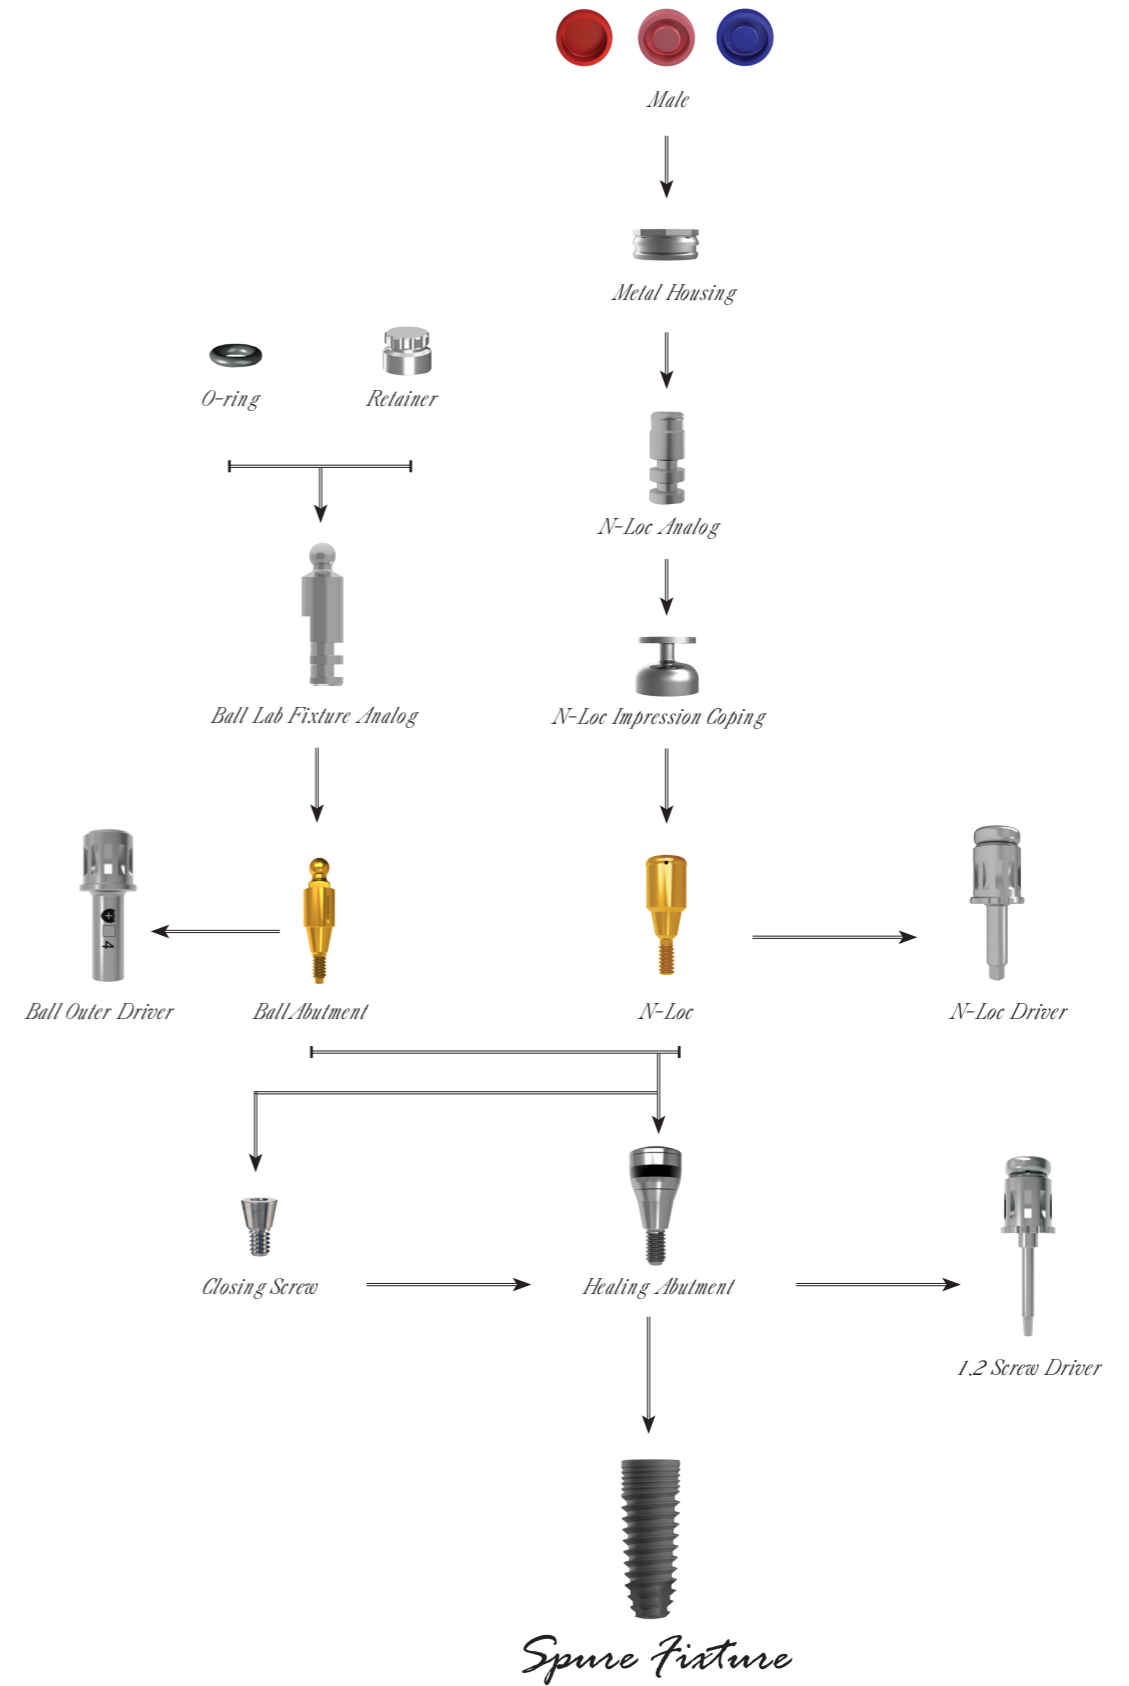 Male
Metal Housing
O-ring
Retainer
N-Loc Analog
Ball Lab Fixture Analog
N-Loc Impression Coping
4
Ball Outer Driver
Ball Abutment
N-Loc
N-Loc Driver
Closing Screw
Healing Abutment
1.2 Screw Driver
Spure Fixture